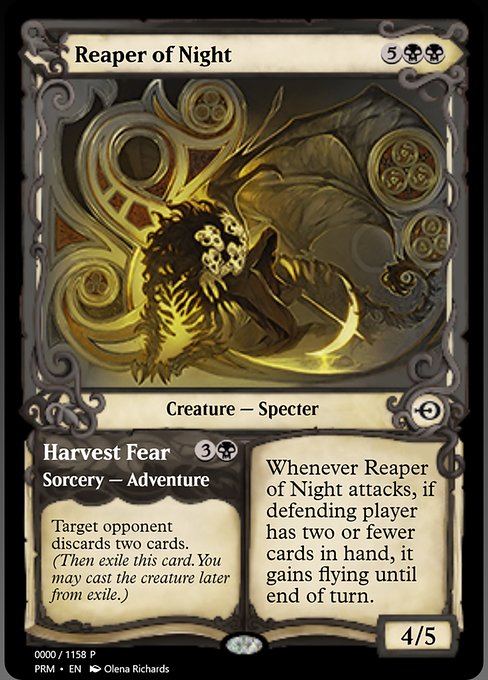 Reaper of Night 5
Creature — Specter
Harvest Fear 3
Sorcery — Adventure
Target opponent
discards two cards.
(Then exile this card. You
may cast the creature later
from exile.)
Whenever Reaper
of Night attacks, if
defending player
has two or fewer
cards in hand, it
gains flying until
end of turn.
4/5
0000 / 1158 P
PRM • EN Olena Richards